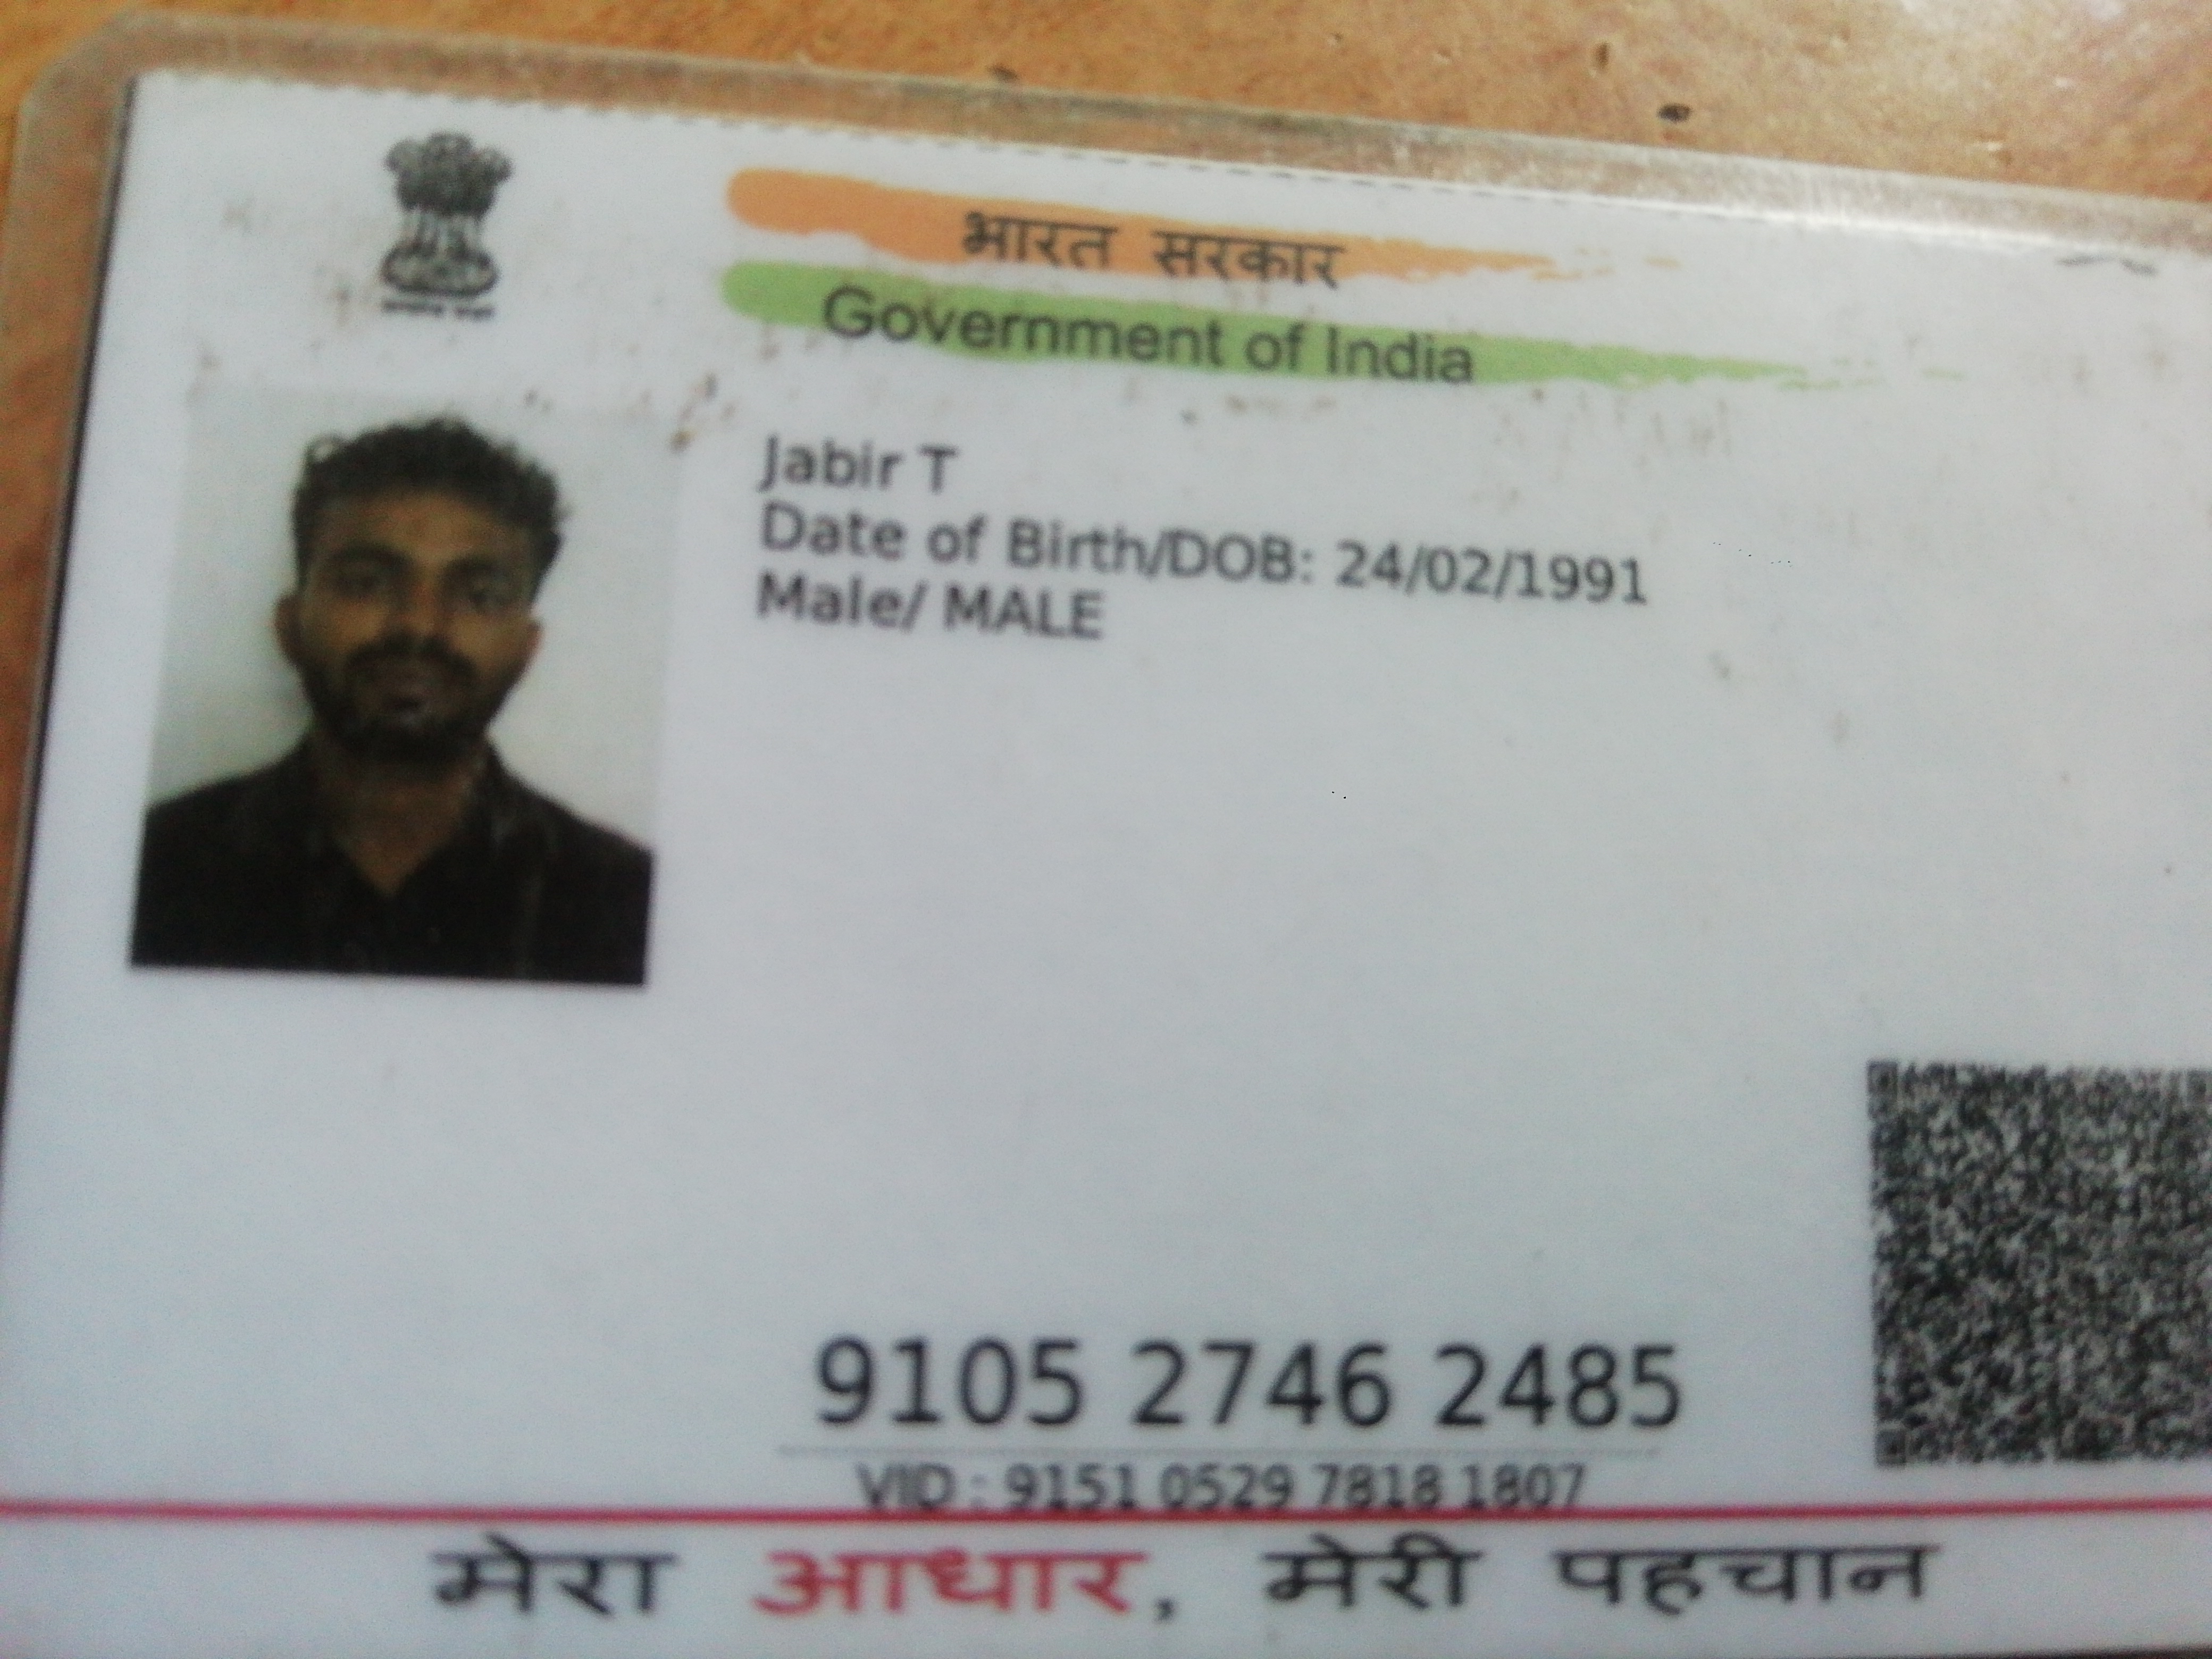 भारत सरकार
Government of India
Jabir T
Date of Birth/DOB: 24/02/1991
Male/ MALE
9105 2746 2485
VID : 9151 0529 7818 1807
मेरा आधार, मेरी पहचान